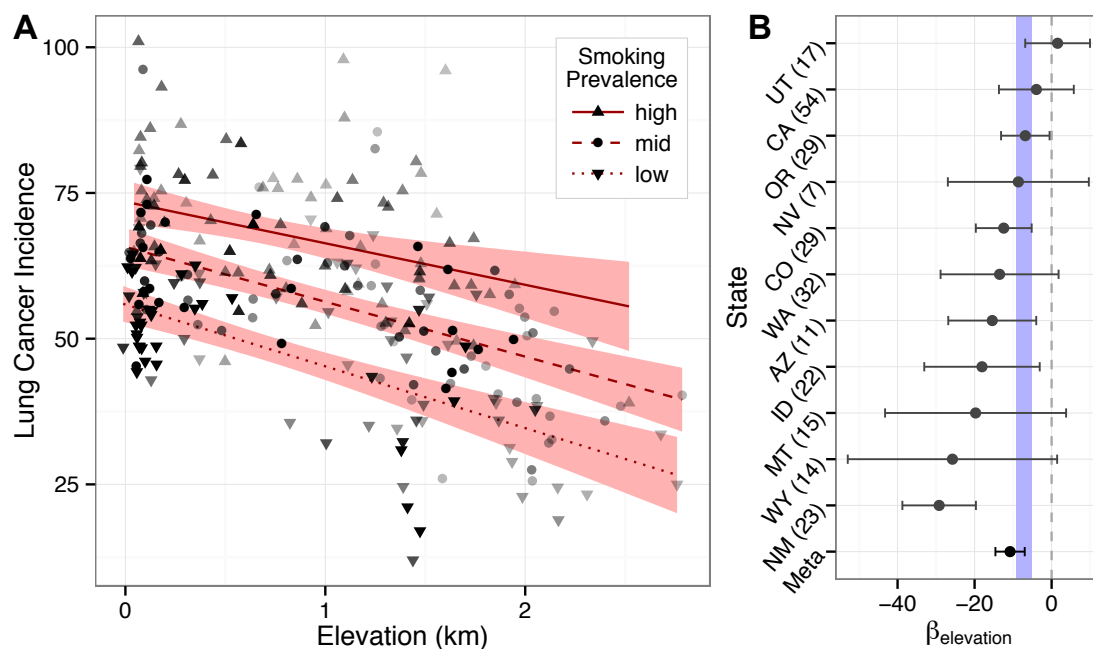 A
Lung Cancer Incidence
100
75
50
25
0
1
2
Elevation (km)
Smoking
Prevalence
high
mid
low
B
State
UT (17)
CA (54)
OR (29)
NV (7)
CO (29)
WA (32)
AZ (11)
ID (22)
MT (15)
WY (14)
NM (23)
Meta
−40
−20
0
βelevation